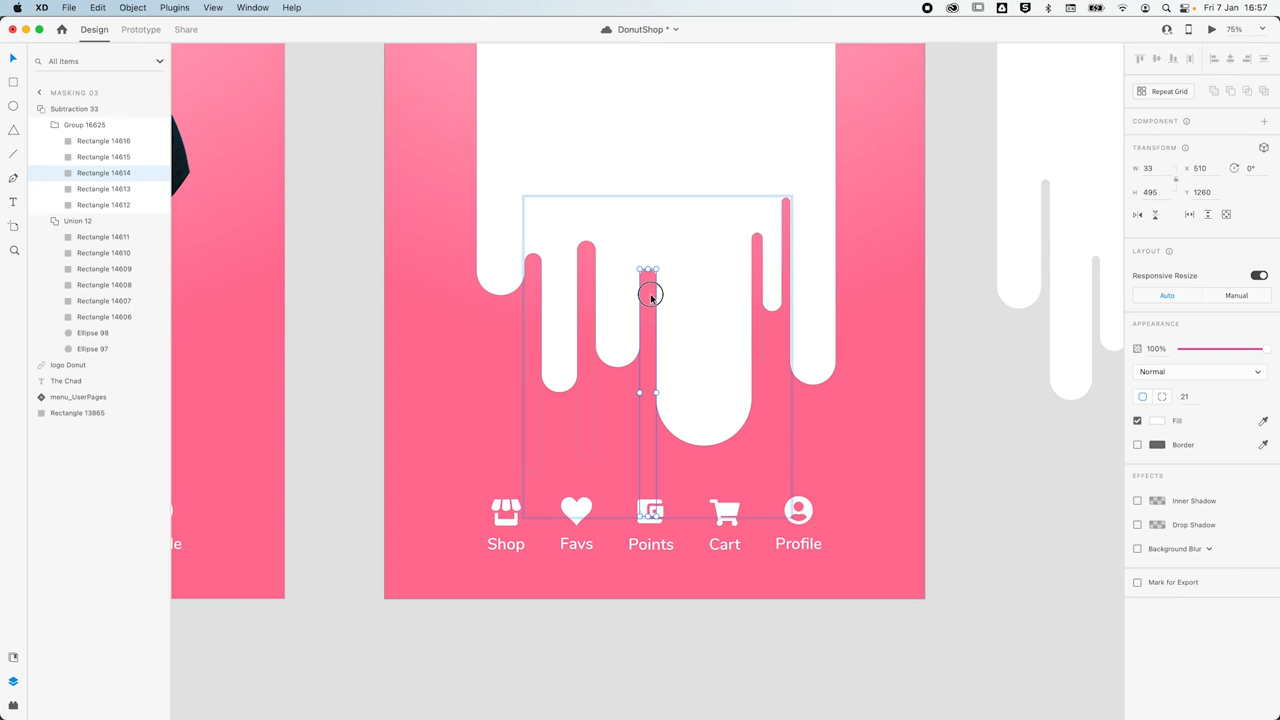 XD File Edit Object Plugins View Window Help Fri 7 Jan 16:57
Design Prototype Share DonutShop * 75%
All Items
MASKING 03
Subtraction 33
Group 16625
Rectangle 14616
Rectangle 14615
Rectangle 14614
Rectangle 14613
Rectangle 14612
Union 12
Rectangle 14611
Rectangle 14610
Rectangle 14609
Rectangle 14608
Rectangle 14607
Rectangle 14606
Ellipse 98
Ellipse 97
logo Donut
The Chad
menu_UserPages
Rectangle 13865
le
Shop Favs Points Cart Profile
Repeat Grid
COMPONENT
TRANSFORM
W 33 X 510 0°
H 495 Y 1260
LAYOUT
Responsive Resize
Auto Manual
APPEARANCE
100%
Normal
21
Fill
Border
EFFECTS
Inner Shadow
Drop Shadow
Background Blur
Mark for Export